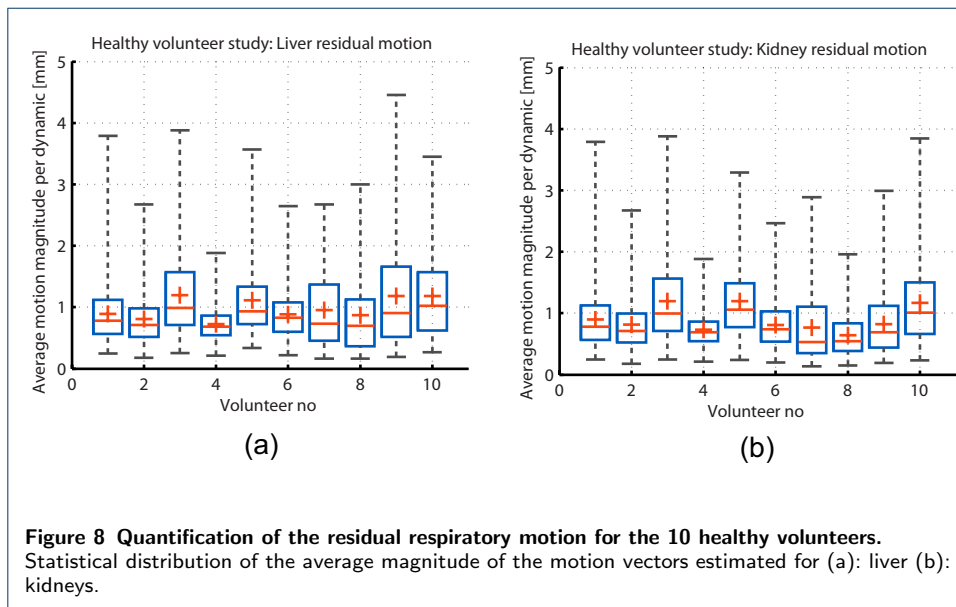 Healthy volunteer study: Liver residual motion
Average motion magnitude per dynamic [mm]
5
4
3
2
1
0
0 2 4 6 8 10
Volunteer no
(a)
Healthy volunteer study: Kidney residual motion
Average motion magnitude per dynamic [mm]
5
4
3
2
1
0
0 2 4 6 8 10
Volunteer no
(b)
Figure 8 Quantification of the residual respiratory motion for the 10 healthy volunteers.
Statistical distribution of the average magnitude of the motion vectors estimated for (a): liver (b):
kidneys.